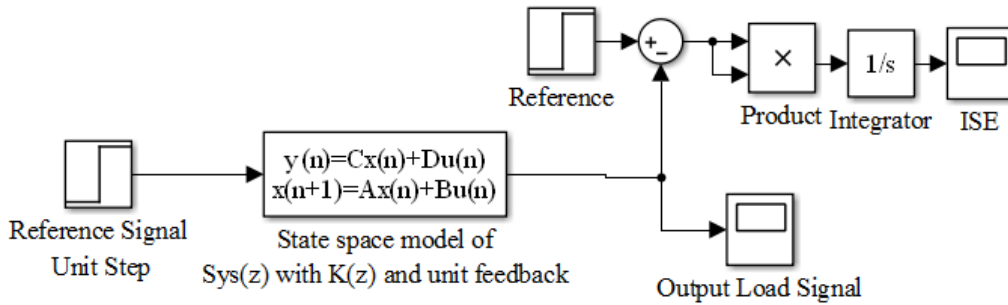 +
−
Reference
×
Product
1/s
Integrator
ISE
Reference Signal
Unit Step
y(n)=Cx(n)+Du(n)
x(n+1)=Ax(n)+Bu(n)
State space model of
Sys(z) with K(z) and unit feedback
Output Load Signal